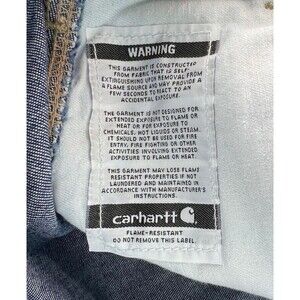 WARNING
THIS GARMENT IS CONSTRUCTED
FROM FABRIC THAT IS SELF-
EXTINGUISHING UPON REMOVAL FROM
A FLAME SOURCE AND MAY PROVIDE A
FEW SECONDS TO REACT TO AN
ACCIDENTAL EXPOSURE.
THE GARMENT IS NOT DESIGNED FOR
EXTENDED EXPOSURE TO FLAME OR
HEAT OR FOR EXPOSURE TO
CHEMICALS, HOT LIQUIDS OR STEAM.
IT SHOULD NOT BE USED FOR FIRE
ENTRY, FIRE FIGHTING OR OTHER
ACTIVITIES INVOLVING EXTENDED
EXPOSURE TO FLAME OR HEAT.
THIS GARMENT MAY LOSE FLAME
RESISTANT PROPERTIES IF NOT
LAUNDERED AND MAINTAINED IN
ACCORDANCE WITH MANUFACTURER'S
INSTRUCTIONS.
carhartt
FLAME-RESISTANT
DO NOT REMOVE THIS LABEL